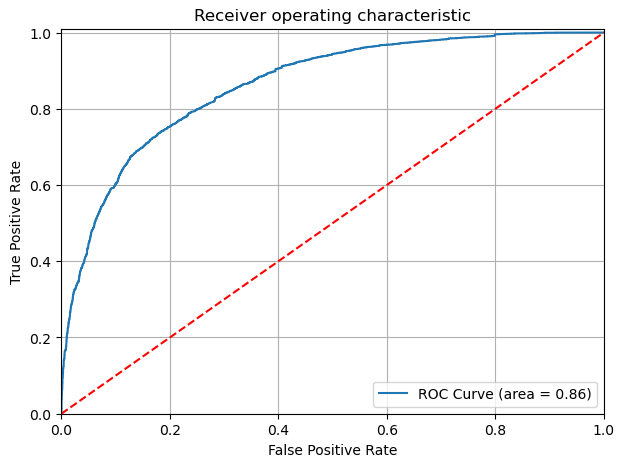 Receiver operating characteristic
True Positive Rate
1.0
0.8
0.6
0.4
0.2
0.0
ROC Curve (area = 0.86)
0.0 0.2 0.4 0.6 0.8 1.0
False Positive Rate